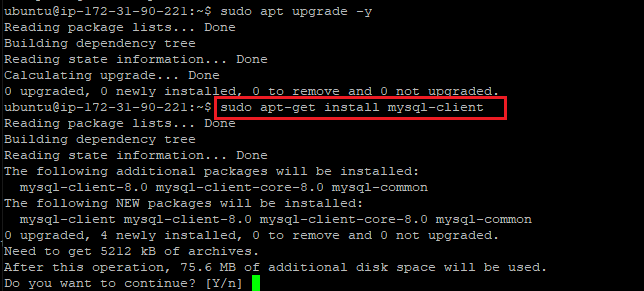 ubuntu@ip-172-31-90-221:~$ sudo apt upgrade -y
Reading package lists... Done
Building dependency tree
Reading state information... Done
Calculating upgrade... Done
0 upgraded, 0 newly installed, 0 to remove and 0 not upgraded.
ubuntu@ip-172-31-90-221:~$ sudo apt-get install mysql-client
Reading package lists... Done
Building dependency tree
Reading state information... Done
The following additional packages will be installed:
  mysql-client-8.0 mysql-client-core-8.0 mysql-common
The following NEW packages will be installed:
  mysql-client mysql-client-8.0 mysql-client-core-8.0 mysql-common
0 upgraded, 4 newly installed, 0 to remove and 0 not upgraded.
Need to get 5212 kB of archives.
After this operation, 75.6 MB of additional disk space will be used.
Do you want to continue? [Y/n]